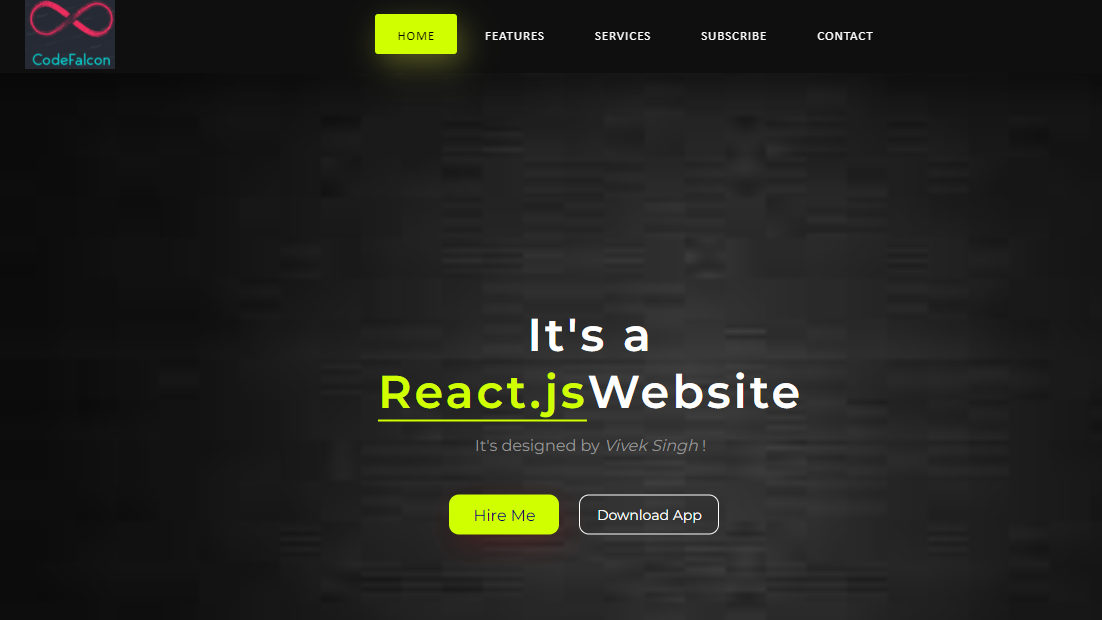 CodeFalcon
HOME FEATURES SERVICES SUBSCRIBE CONTACT
It's a
React.jsWebsite
It's designed by Vivek Singh !
Hire Me Download App